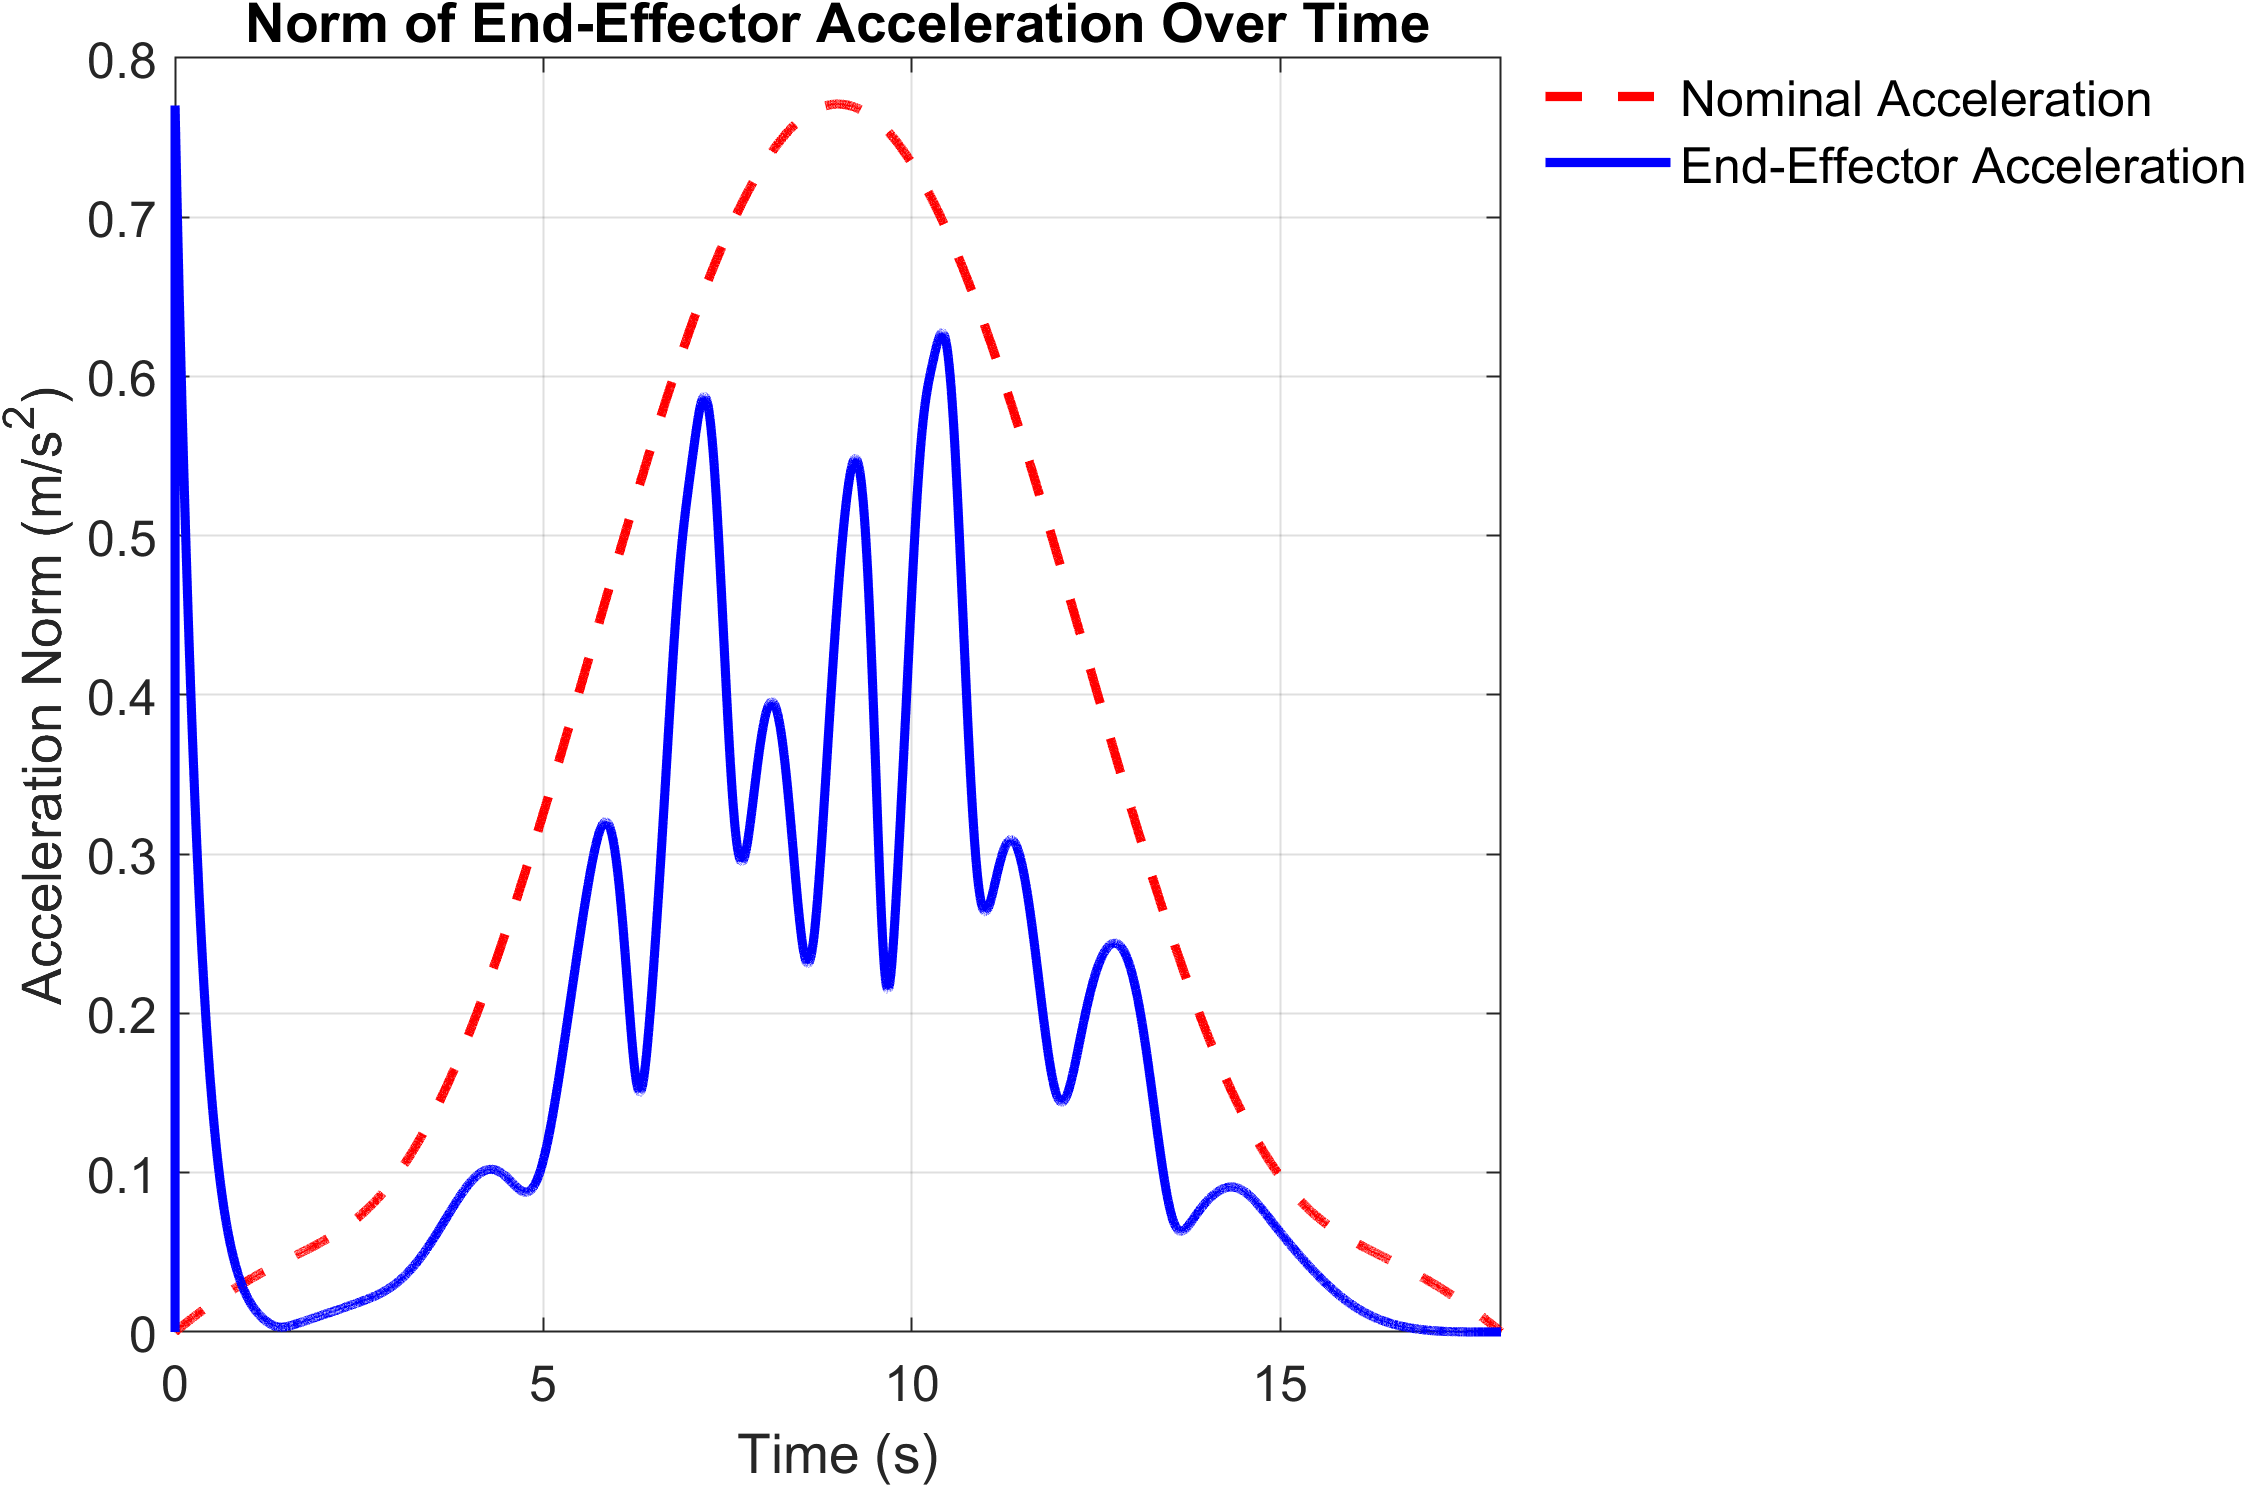 Norm of End-Effector Acceleration Over Time
Nominal Acceleration
End-Effector Acceleration
Acceleration Norm (m/s²)
0.8
0.7
0.6
0.5
0.4
0.3
0.2
0.1
0
0 5 10 15
Time (s)